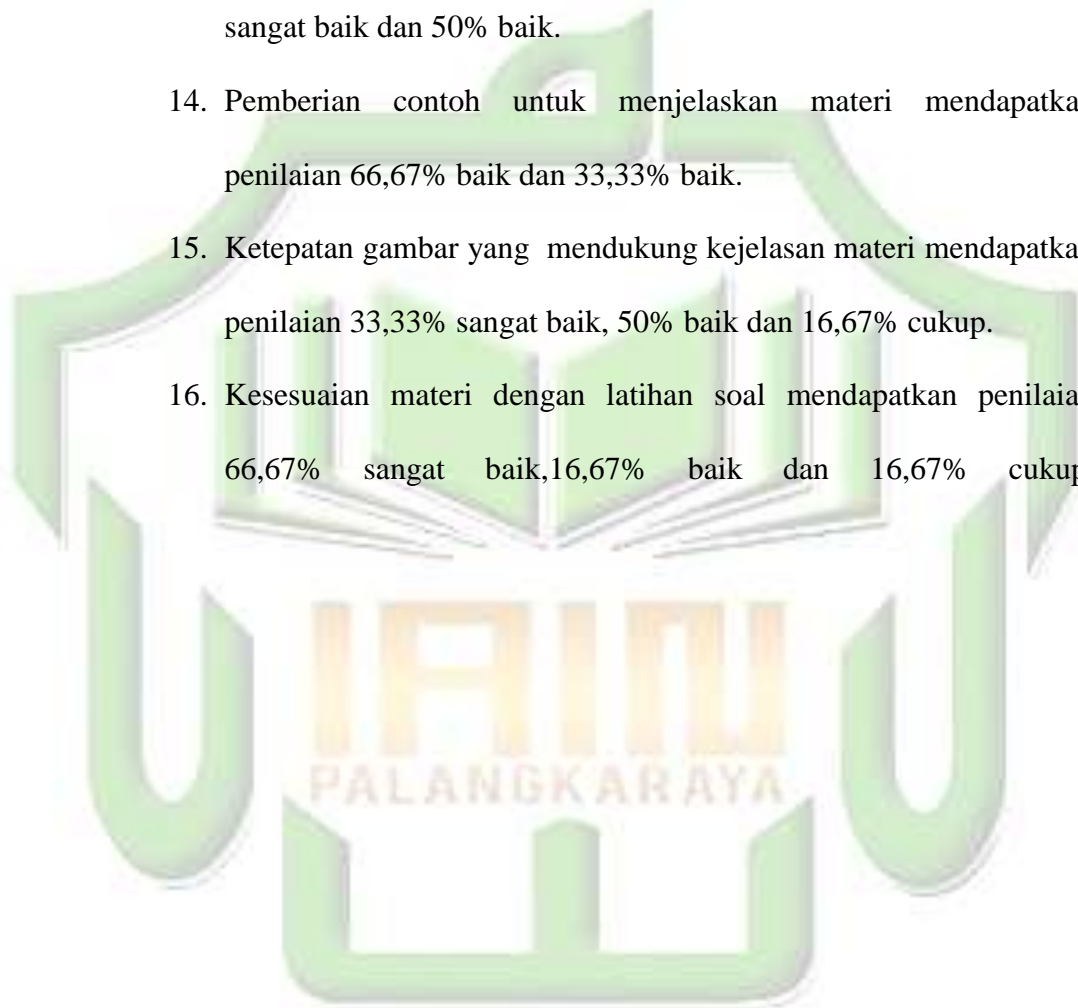 sangat baik dan 50% baik.
14. Pemberian contoh untuk menjelaskan materi mendapatka
penilaian 66,67% baik dan 33,33% baik.
15. Ketepatan gambar yang mendukung kejelasan materi mendapatka
penilaian 33,33% sangat baik, 50% baik dan 16,67% cukup.
16. Kesesuaian materi dengan latihan soal mendapatkan penilaia
66,67% sangat baik,16,67% baik dan 16,67% cukup
IAIN
PALANGKARAYA